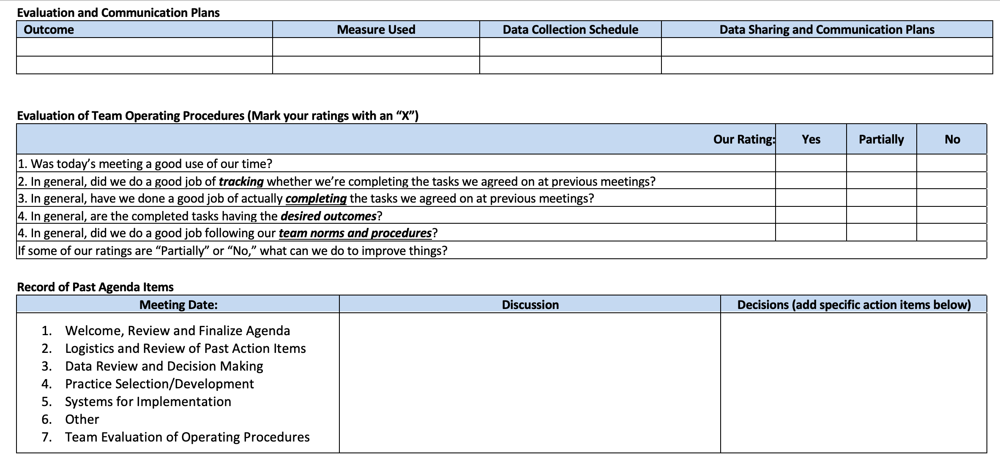 Evaluation and Communication Plans
Outcome Measure Used Data Collection Schedule Data Sharing and Communication Plans
Evaluation of Team Operating Procedures (Mark your ratings with an “X”)
Our Rating: Yes Partially No
1. Was today’s meeting a good use of our time?
2. In general, did we do a good job of tracking whether we’re completing the tasks we agreed on at previous meetings?
3. In general, have we done a good job of actually completing the tasks we agreed on at previous meetings?
4. In general, are the completed tasks having the desired outcomes?
4. In general, did we do a good job following our team norms and procedures?
If some of our ratings are “Partially” or “No,” what can we do to improve things?
Record of Past Agenda Items
Meeting Date: Discussion Decisions (add specific action items below)
1. Welcome, Review and Finalize Agenda
2. Logistics and Review of Past Action Items
3. Data Review and Decision Making
4. Practice Selection/Development
5. Systems for Implementation
6. Other
7. Team Evaluation of Operating Procedures